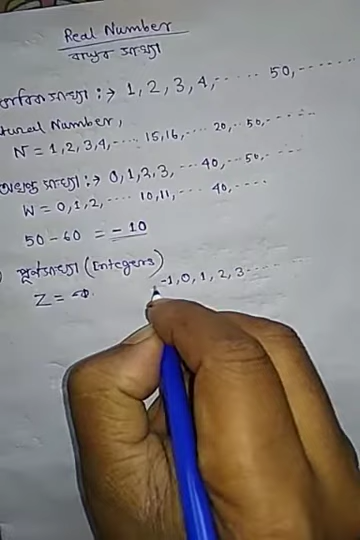 Real Number
বাস্তব সংখ্যা
সংখ্যা :→ 1, 2, 3, 4, ..... 50, .......
Number,
N = 1, 2, 3, 4, .... 15, 16, ... 20, .. 50, .....
সংখ্যা :→ 0, 1, 2, 3, ... 40, .. 50, ....
W = 0, 1, 2, .... 10, 11, .... 40, ....
50 - 60 = - 10
পূর্ণসংখ্যা (Integers)
Z = -1, 0, 1, 2, 3 ......